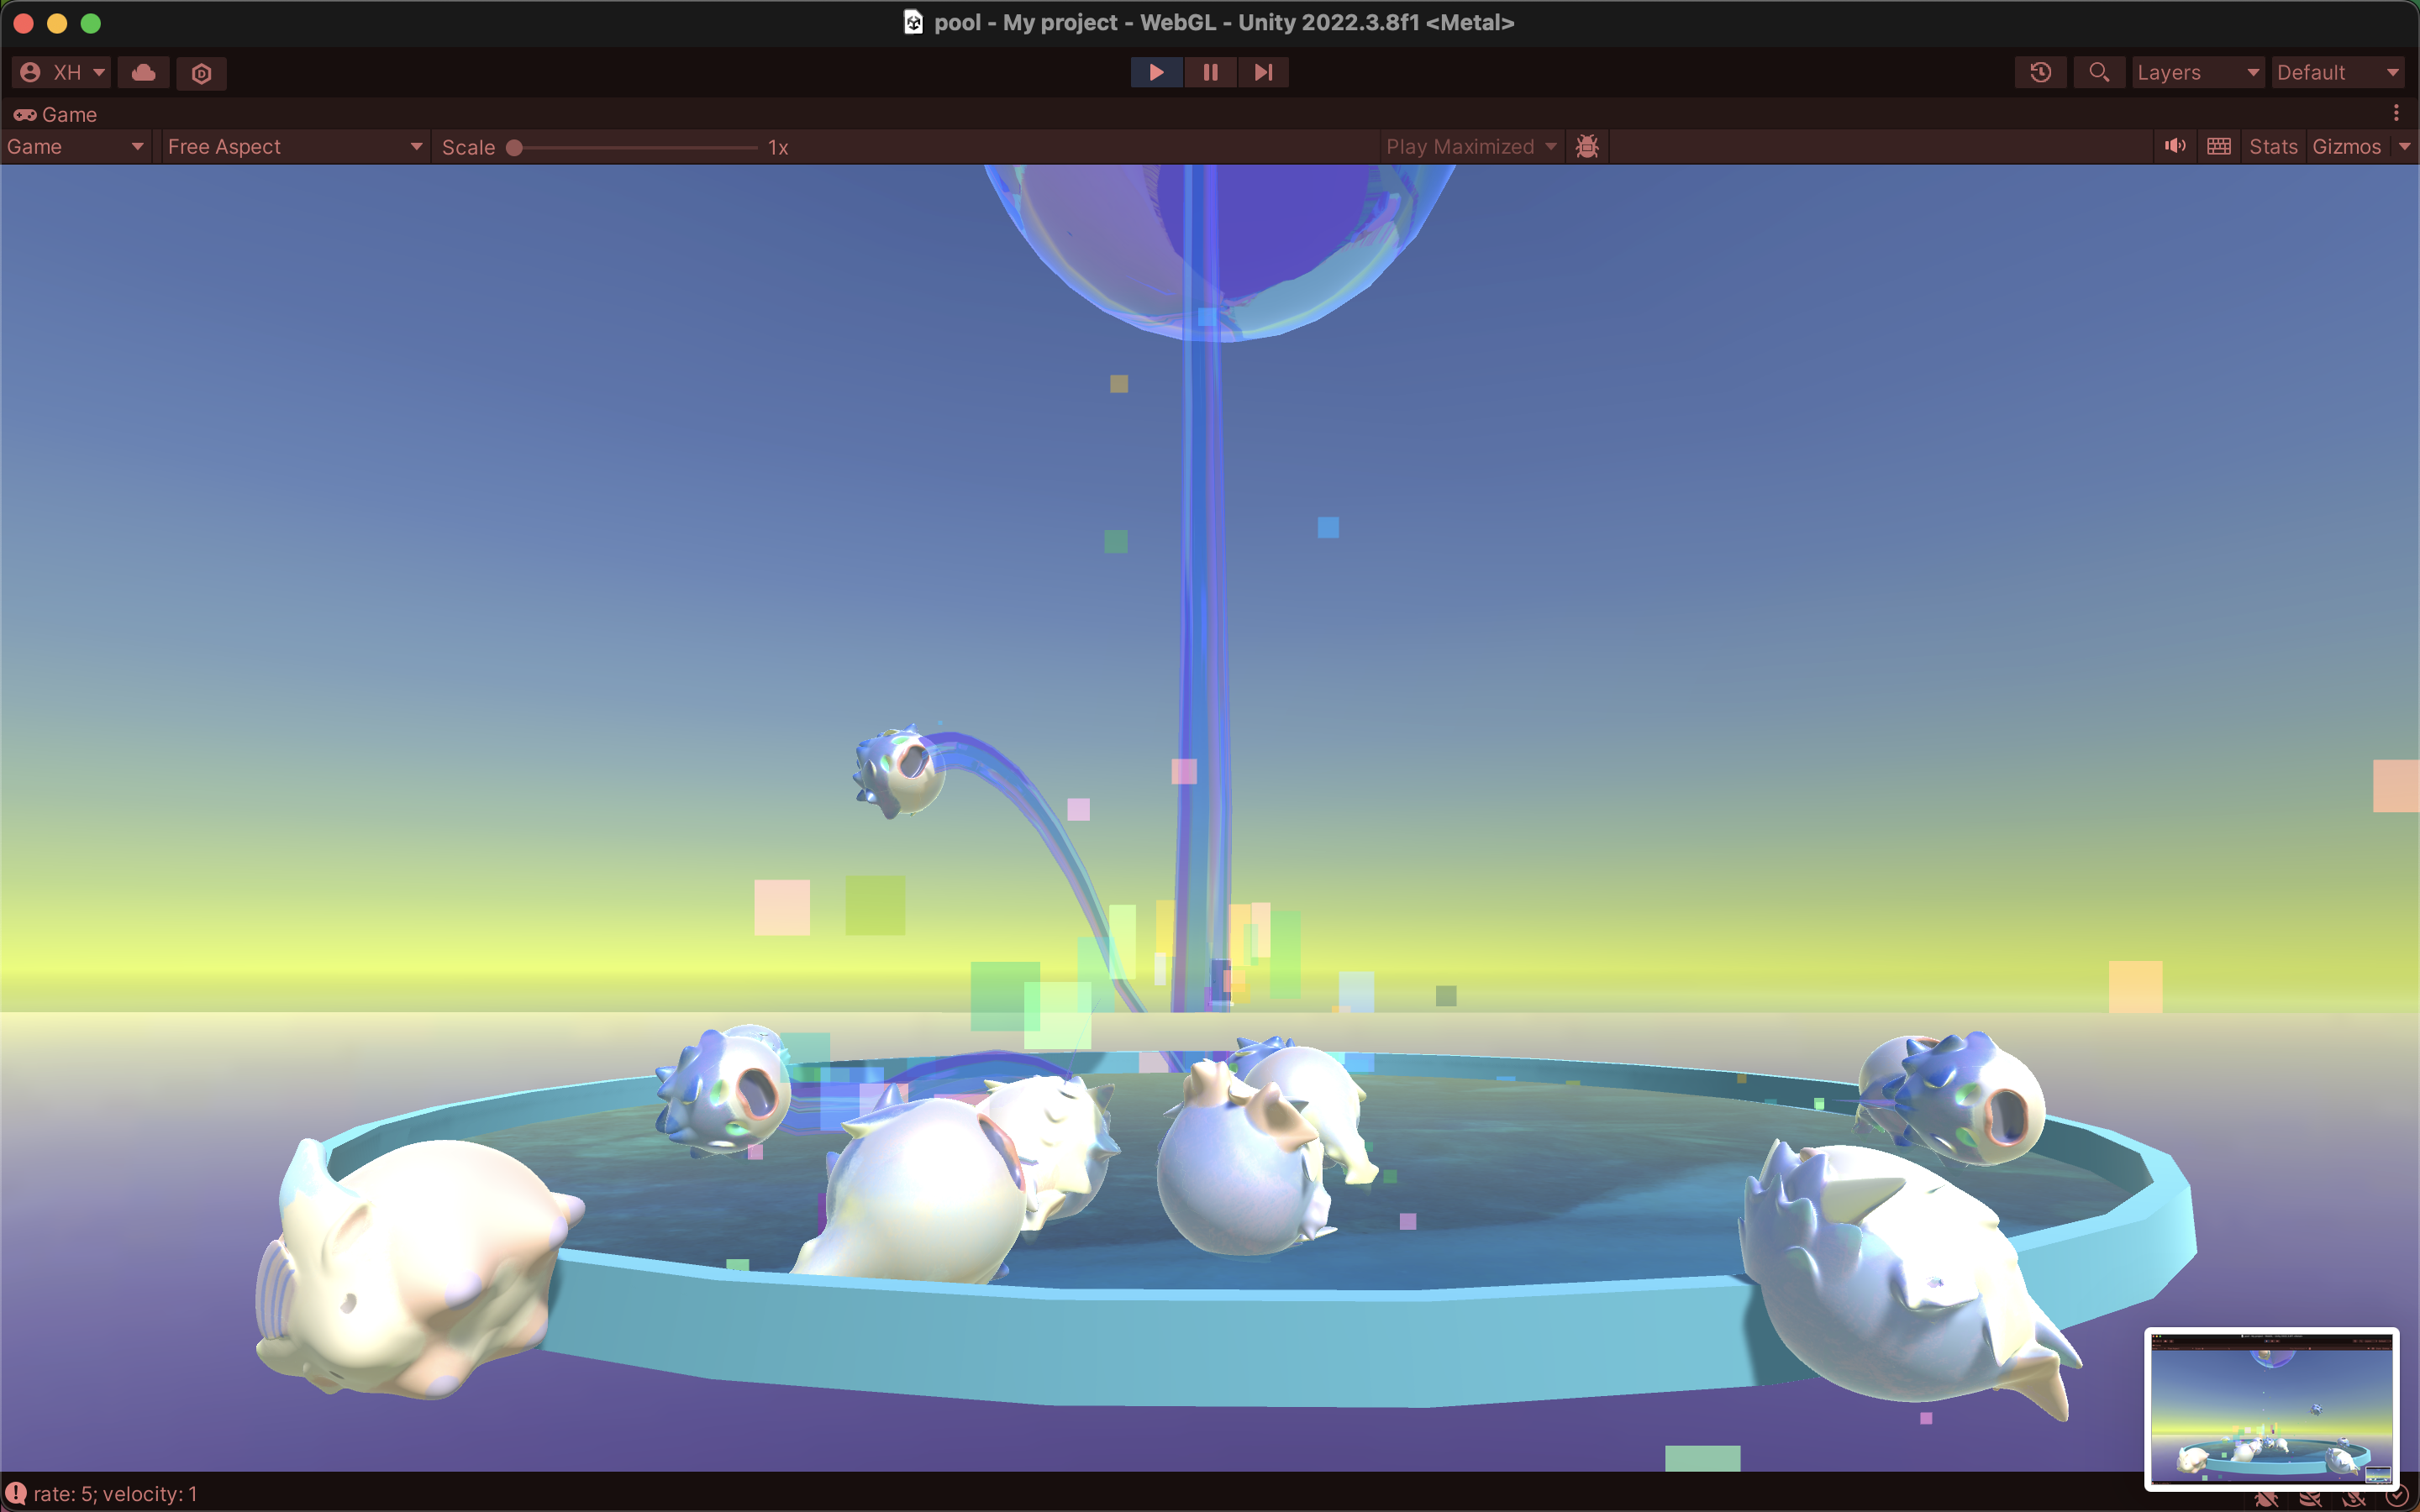 pool - My project - WebGL - Unity 2022.3.8f1 <Metal>
XH
Layers
Default
Game
Game
Free Aspect
Scale
1x
Play Maximized
Stats
Gizmos
rate: 5; velocity: 1